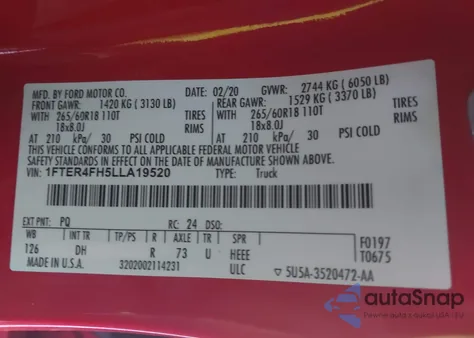 MFD. BY FORD MOTOR CO. 02/20 GVWR: 2744 KG ( 6050 LB)
FRONT GAWR: 1420 KG ( 3130 LB) REAR GAWR: 1529 KG ( 3370 LB)
265/60R18 110T TIRES 265/60R18 110T TIRES
18x8.0J RIMS 18x8.0J RIMS
AT 210 kPa/ 30 PSI COLD AT 210 kPa/ 30 PSI COLD
THIS VEHICLE CONFORMS TO ALL APPLICABLE FEDERAL MOTOR VEHICLE
SAFETY STANDARDS IN EFFECT ON THE DATE OF MANUFACTURE SHOWN ABOVE.
VIN: 1FTER4FH5LLA19520 TYPE: Truck
EXT PNT: PQ RC: 24 DSO:
WB INT TR TP/PS R AXLE TR SPR F0197
126 DH R 73 U HEEE T0675
MADE IN U.S.A. 3202002114231 ULC ▽ 5U5A-3520472-AA
autoSnap